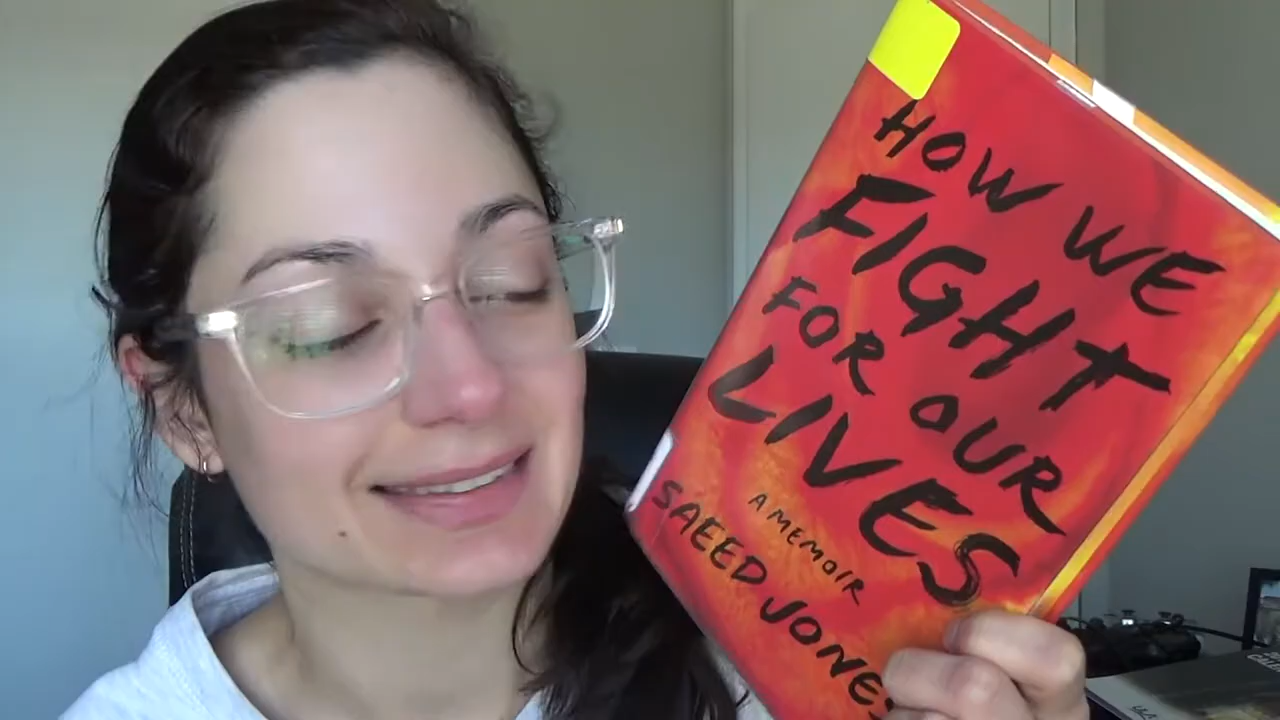 HOW WE
FIGHT
FOR OUR
LIVES
A MEMOIR
SAEED JONES